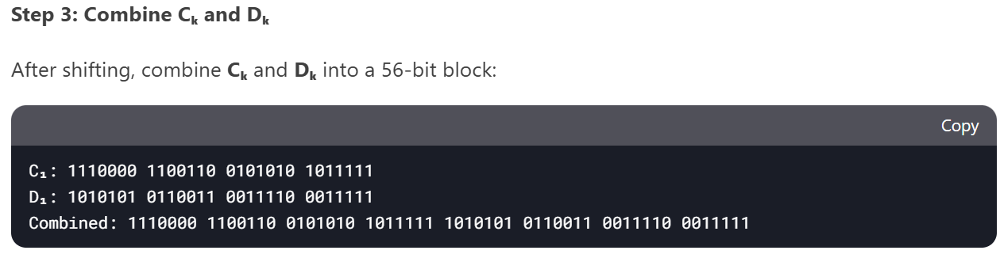 Step 3: Combine Cₖ and Dₖ
After shifting, combine Cₖ and Dₖ into a 56-bit block:
Copy
C₁: 1110000 1100110 0101010 1011111
D₁: 1010101 0110011 0011110 0011111
Combined: 1110000 1100110 0101010 1011111 1010101 0110011 0011110 0011111